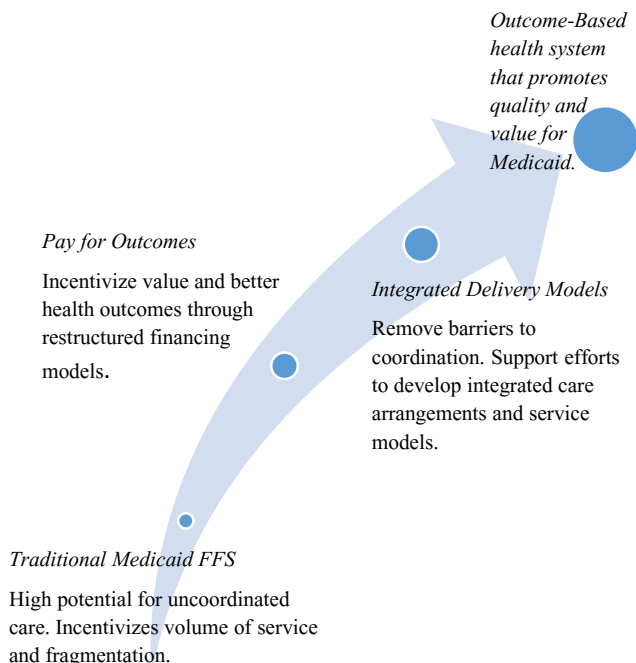 Outcome-Based
health system
that promotes
quality and
value for
Medicaid.
Pay for Outcomes
Incentivize value and better
health outcomes through
restructured financing
models.
Integrated Delivery Models
Remove barriers to
coordination. Support efforts
to develop integrated care
arrangements and service
models.
Traditional Medicaid FFS
High potential for uncoordinated
care. Incentivizes volume of service
and fragmentation.